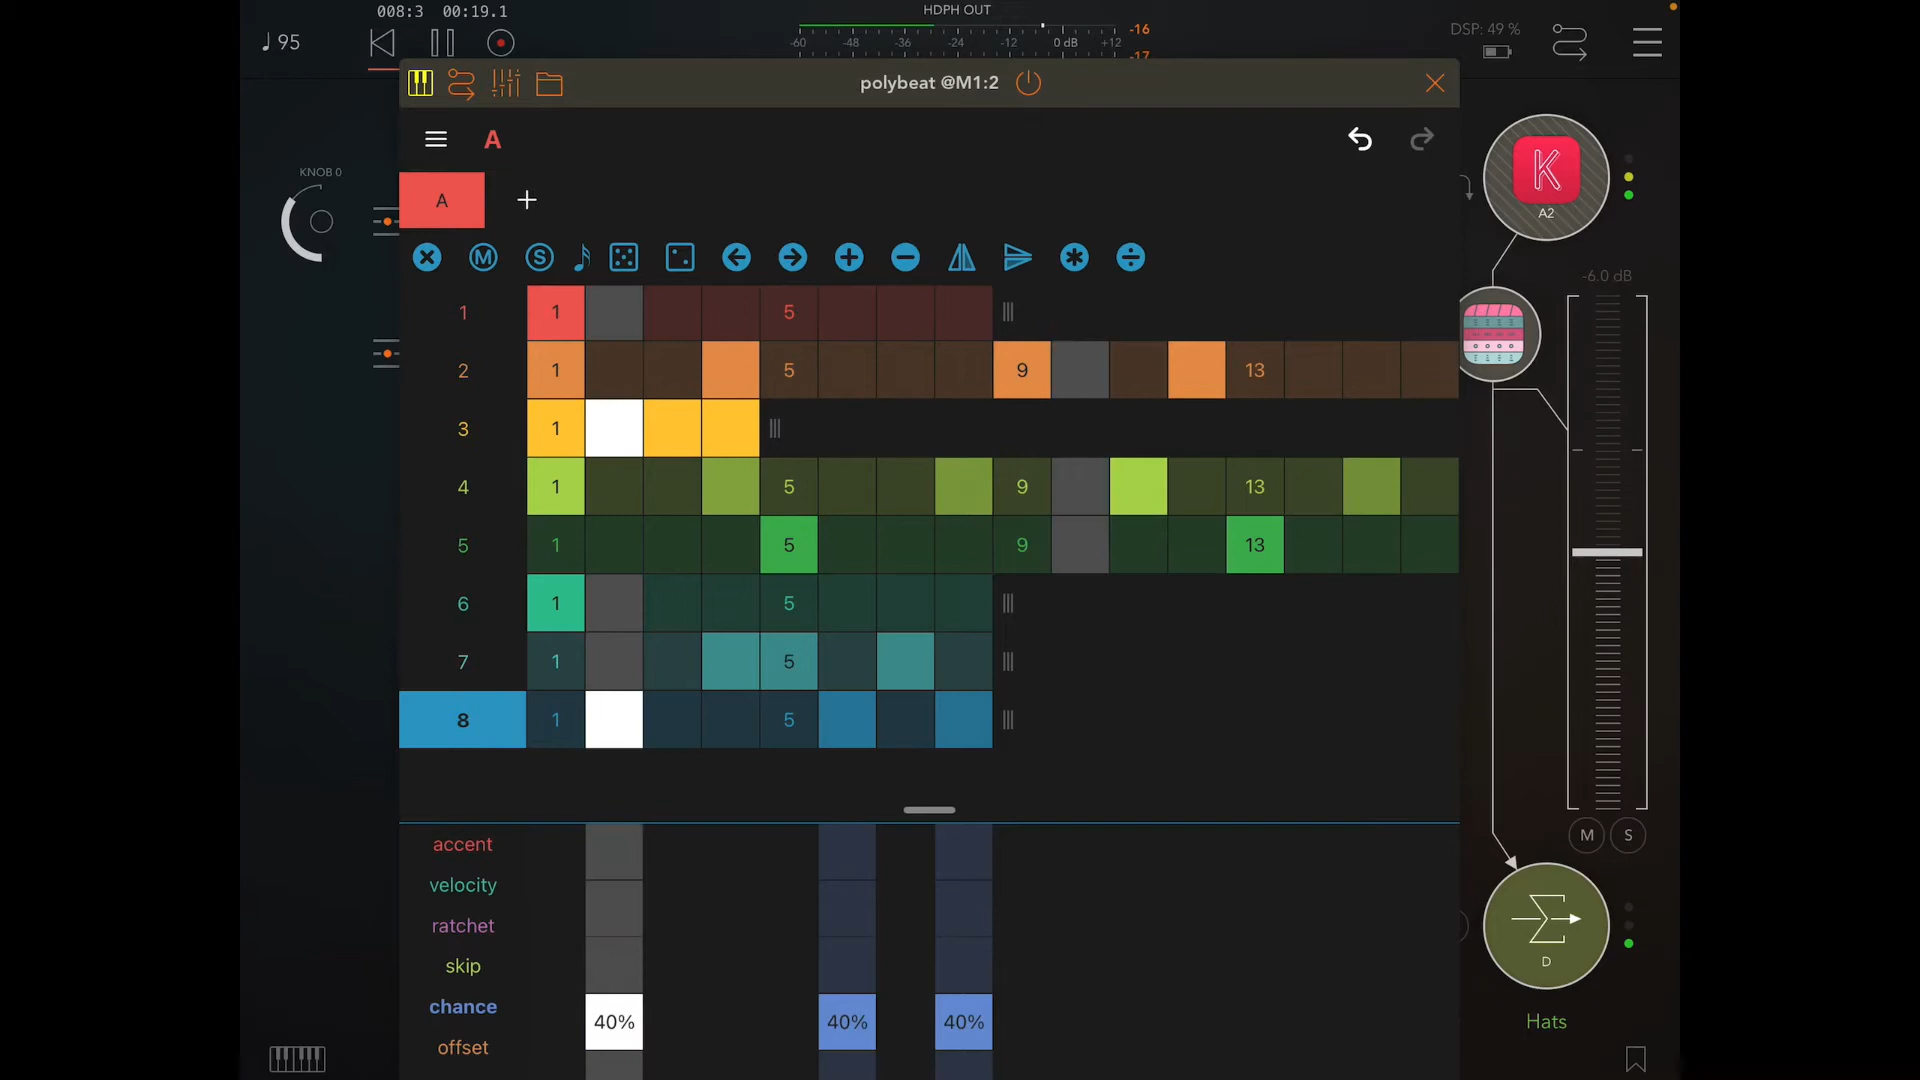 008:3 00:19.1 HDPH OUT
♩ 95 -60 -48 -36 -24 -12 0 dB +12 -16 DSP: 49 %
-17
polybeat @M1:2
A
KNOB 0
A +
M S
A2
-6.0 dB
1 1 5
2 1 5 9 13
3 1
4 1 5 9 13
5 1 5 9 13
6 1 5
7 1 5
8 1 5
accent
velocity
ratchet
skip
chance 40% 40% 40%
offset
M S
D
Hats